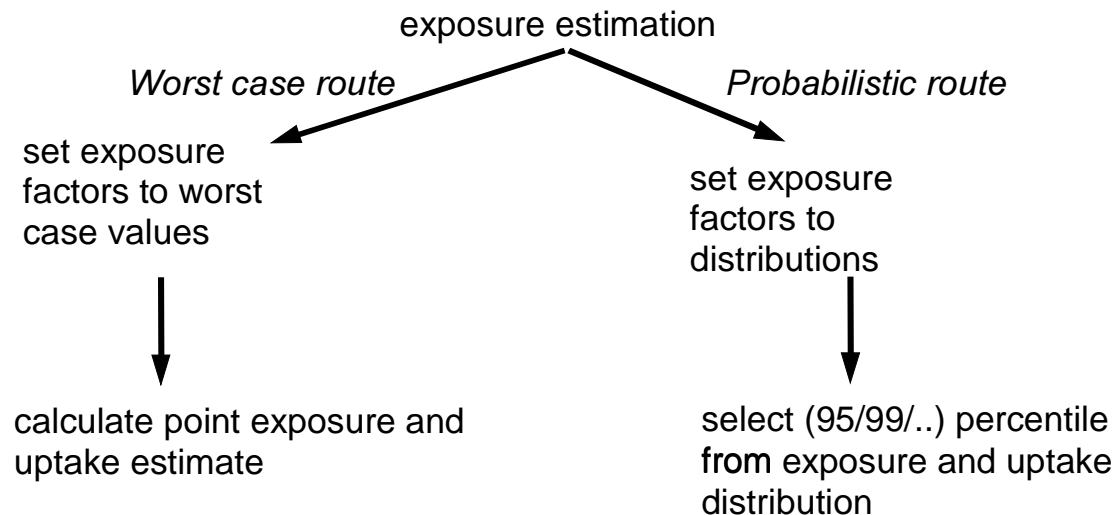 exposure estimation
Worst case route
Probabilistic route
set exposure
factors to worst
case values
set exposure
factors to
distributions
calculate point exposure and
uptake estimate
select (95/99/..) percentile
from exposure and uptake
distribution